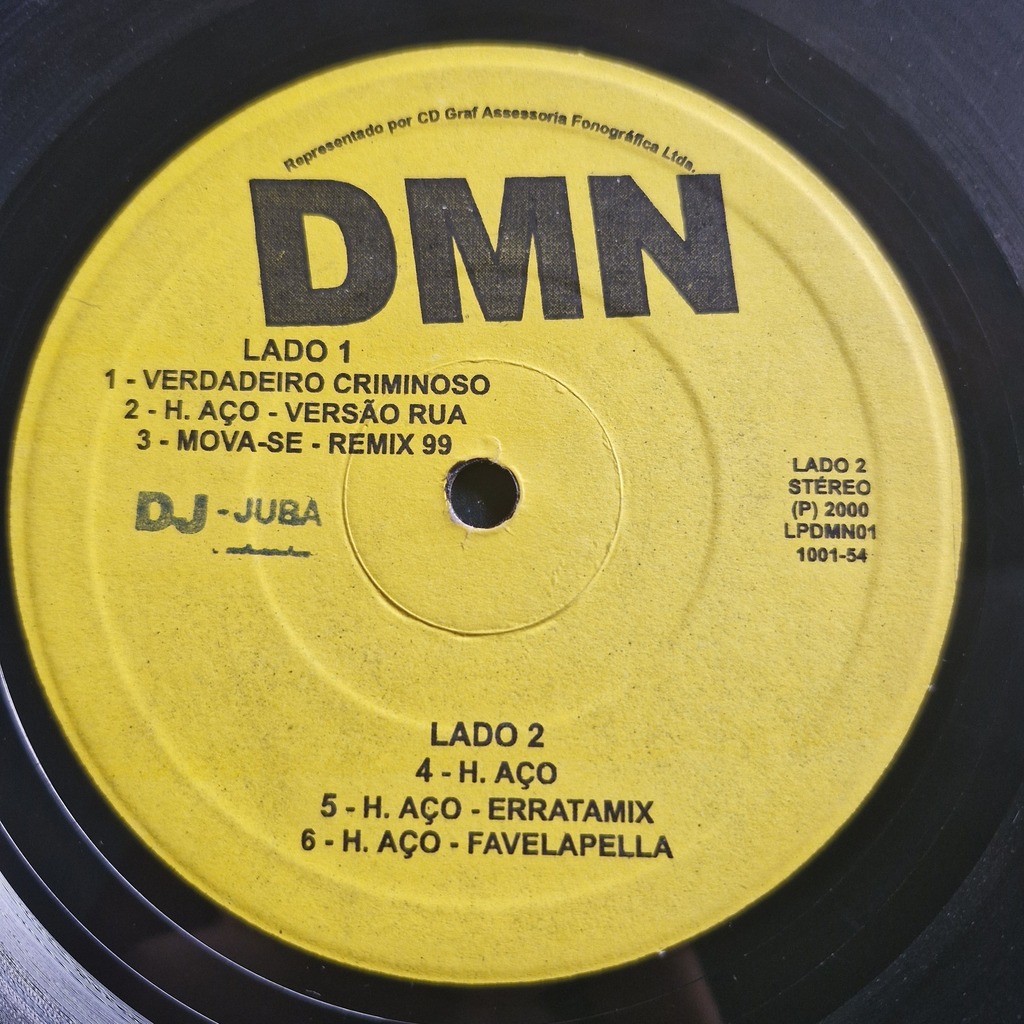 Representado por CD Graf Assessoria Fonográfica Ltda.
DMN
LADO 1
1 - VERDADEIRO CRIMINOSO
2 - H. AÇO - VERSÃO RUA
3 - MOVA-SE - REMIX 99
DJ - JUBA
LADO 2
STÉREO
(P) 2000
LPDMN01
1001-54
LADO 2
4 - H. AÇO
5 - H. AÇO - ERRATAMIX
6 - H. AÇO - FAVELAPELLA